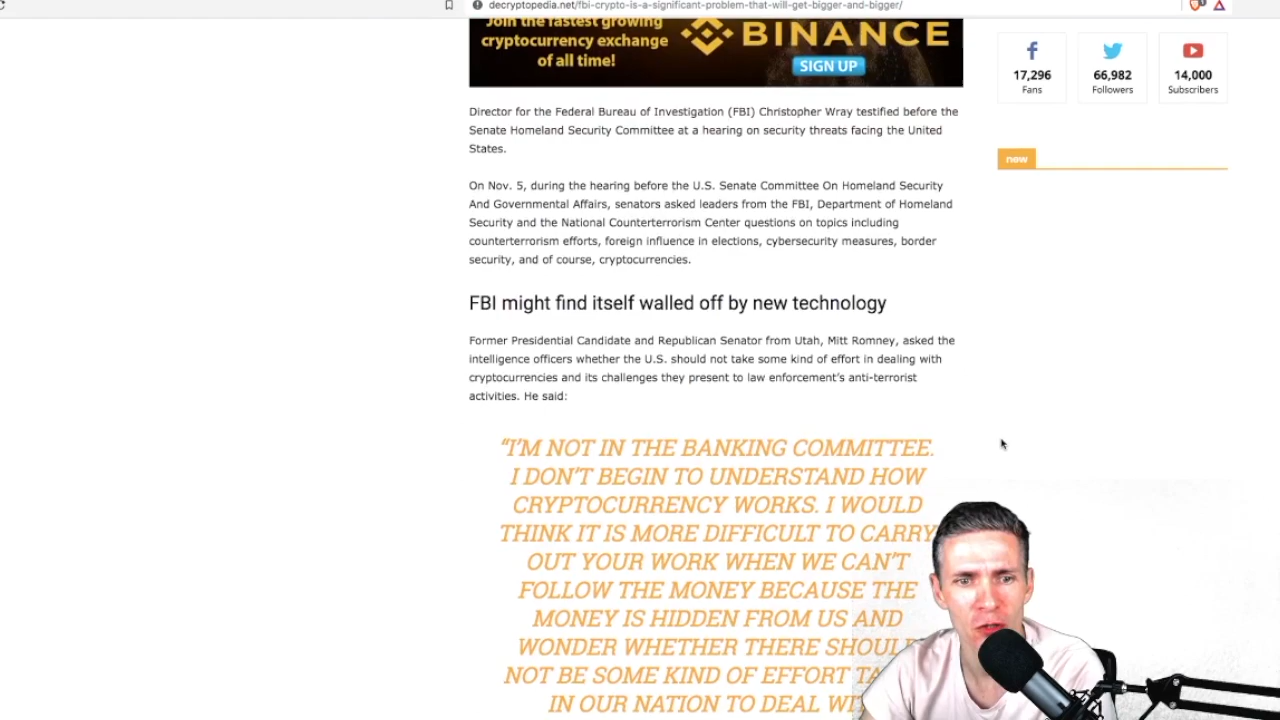 decryptopedia.net/fbi-crypto-is-a-significant-problem-that-will-get-bigger-and-bigger/
Join the fastest growing
cryptocurrency exchange
of all time!
BINANCE
SIGN UP
17,296
Fans
66,982
Followers
14,000
Subscribers
new
Director for the Federal Bureau of Investigation (FBI) Christopher Wray testified before the
Senate Homeland Security Committee at a hearing on security threats facing the United
States.
On Nov. 5, during the hearing before the U.S. Senate Committee On Homeland Security
And Governmental Affairs, senators asked leaders from the FBI, Department of Homeland
Security and the National Counterterrorism Center questions on topics including
counterterrorism efforts, foreign influence in elections, cybersecurity measures, border
security, and of course, cryptocurrencies.
FBI might find itself walled off by new technology
Former Presidential Candidate and Republican Senator from Utah, Mitt Romney, asked the
intelligence officers whether the U.S. should not take some kind of effort in dealing with
cryptocurrencies and its challenges they present to law enforcement's anti-terrorist
activities. He said:
“I'M NOT IN THE BANKING COMMITTEE.
I DON'T BEGIN TO UNDERSTAND HOW
CRYPTOCURRENCY WORKS. I WOULD
THINK IT IS MORE DIFFICULT TO CARRY
OUT YOUR WORK WHEN WE CAN'T
FOLLOW THE MONEY BECAUSE THE
MONEY IS HIDDEN FROM US AND
WONDER WHETHER THERE SHOUL
NOT BE SOME KIND OF EFFORT TA
IN OUR NATION TO DEAL WI